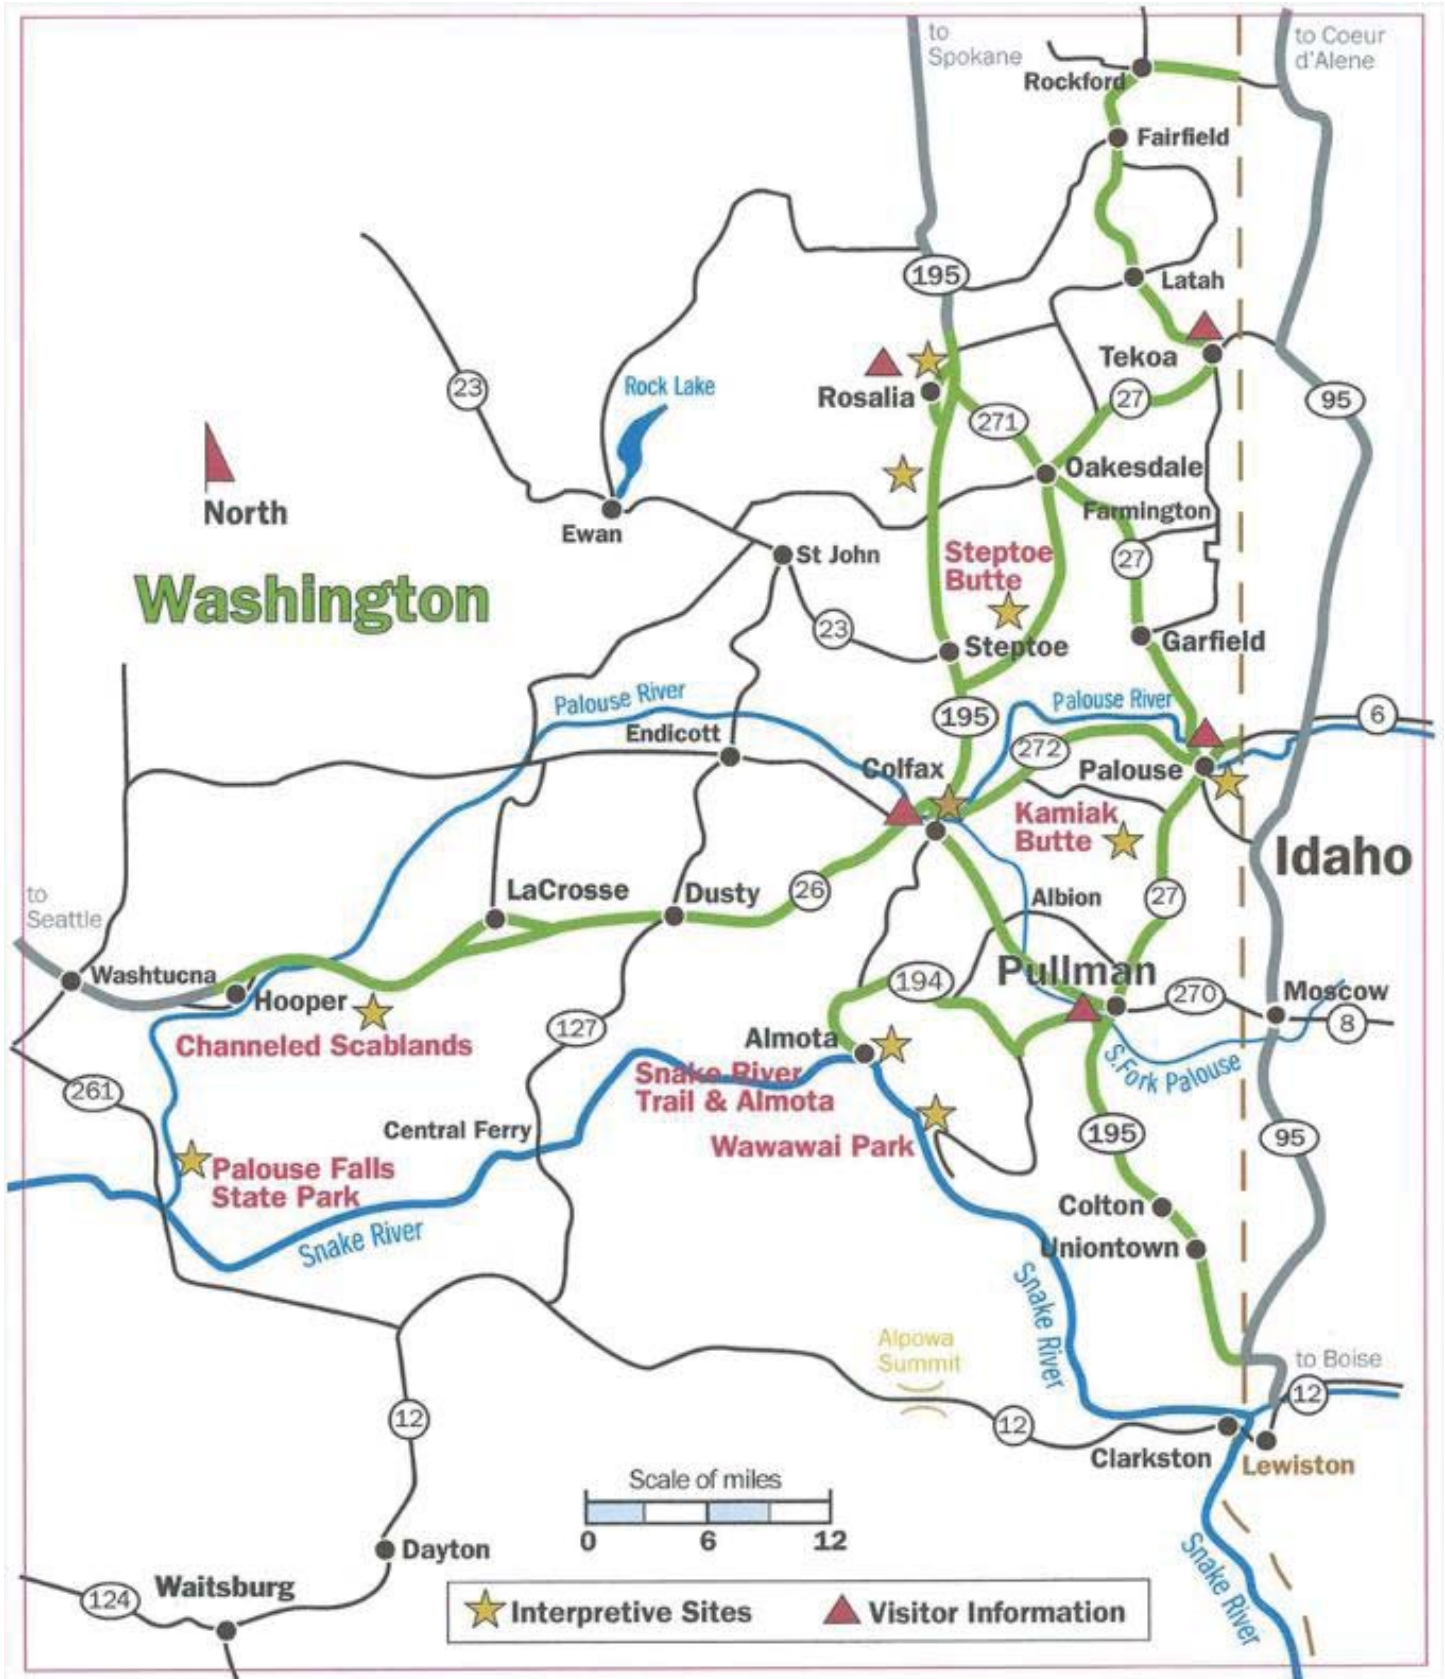 to
Spokane
to Coeur
d'Alene
Rockford
Fairfield
195
Latah
Tekoa
Rosalia
23
Rock Lake
27
95
271
North
Oakesdale
Farmington
Ewan
St John
Steptoe
Butte
27
Washington
23
Steptoe
Garfield
Palouse River
Palouse River
195
6
Endicott
272
Colfax
Palouse
Kamiak
Butte
Idaho
to
Seattle
LaCrosse
Dusty
26
Albion
27
Washtucna
Hooper
194
Pullman
270
Moscow
8
Channeled Scablands
127
Almota
S.Fork Palouse
261
Snake River
Trail & Almota
Central Ferry
Wawawai Park
195
95
Palouse Falls
State Park
Colton
Snake River
Uniontown
Snake River
Alpowa
Summit
to Boise
12
12
12
Clarkston
Lewiston
Scale of miles
0 6 12
Dayton
Snake River
124
Waitsburg
Interpretive Sites
Visitor Information